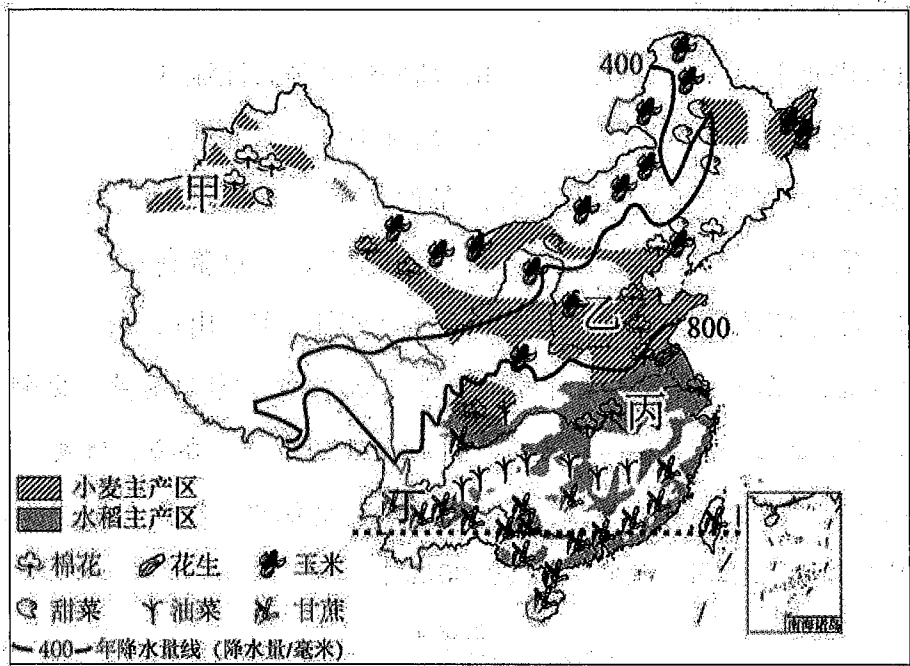 400
甲
乙
800
丙
丁
小麦主产区
水稻主产区
棉花 花生 玉米
甜菜 油菜 甘蔗
—400—年降水量线(降水量/毫米)
南海诸岛